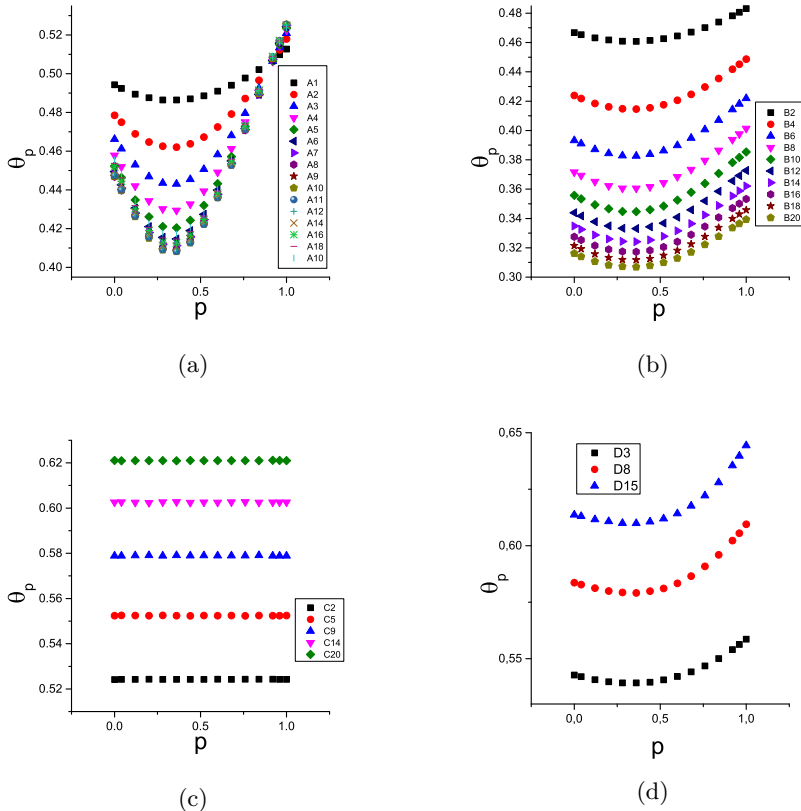 0.52
0.50
0.48
0.46
0.44
0.42
0.40
θp
0.0
0.5
1.0
p
A1
A2
A3
A4
A5
A6
A7
A8
A9
A10
A11
A12
A14
A16
A18
A10
(a)
0.48
0.46
0.44
0.42
0.40
0.38
0.36
0.34
0.32
0.30
θp
0.0
0.5
1.0
p
B2
B4
B6
B8
B10
B12
B14
B16
B18
B20
(b)
0.62
0.60
0.58
0.56
0.54
0.52
θp
0.0
0.5
1.0
p
C2
C5
C9
C14
C20
(c)
0,65
0,60
0,55
θp
0,0
0,5
1,0
p
D3
D8
D15
(d)